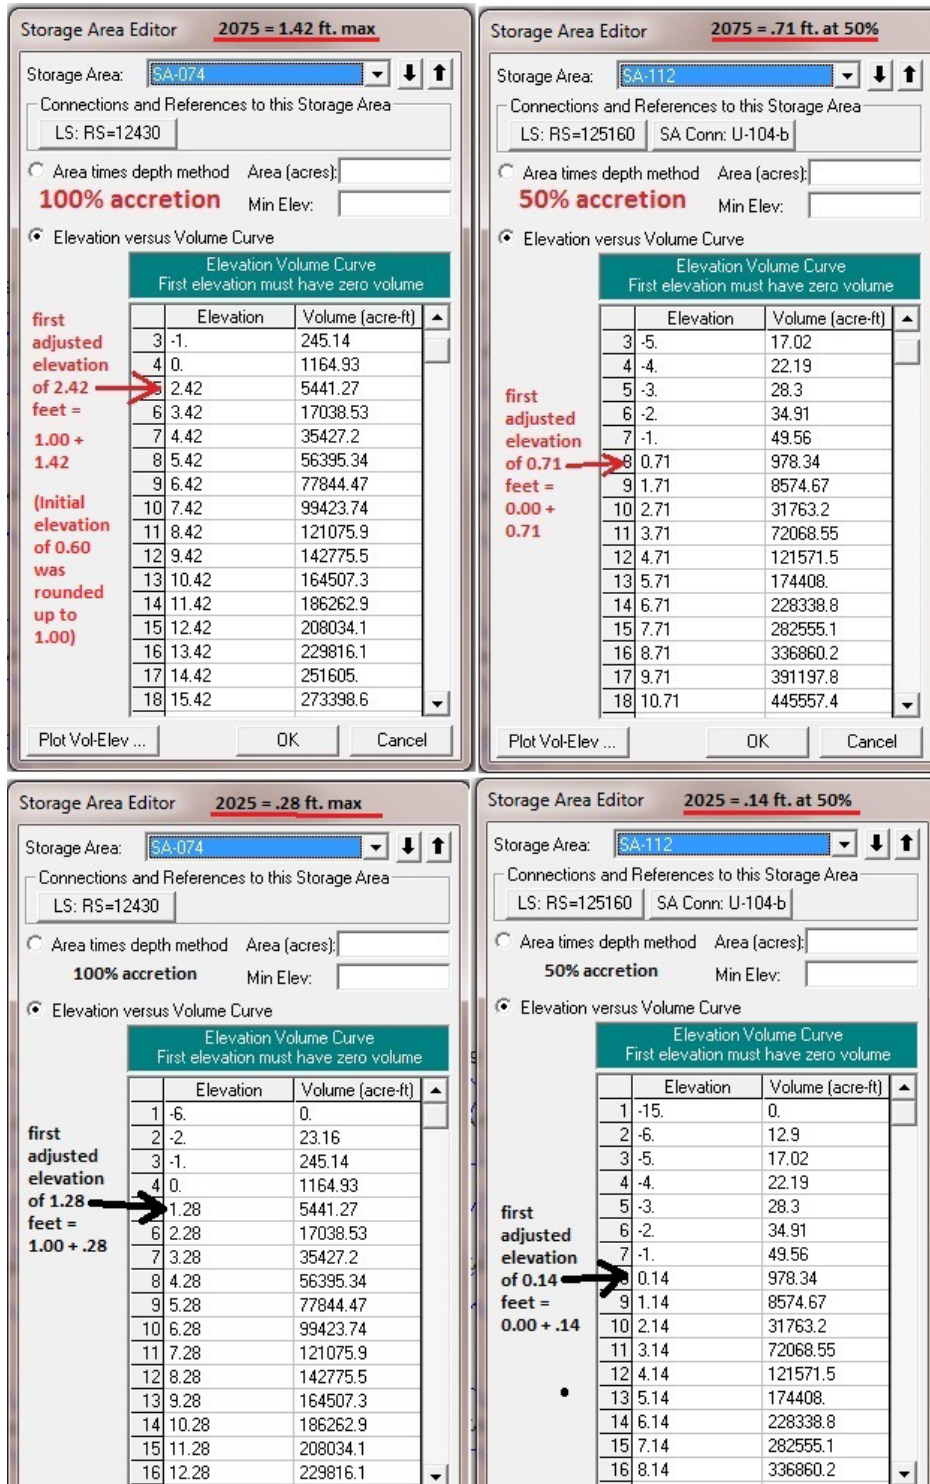 Storage Area Editor 2075 = 1.42 ft. max
Storage Area: SA-074
Connections and References to this Storage Area
LS: RS=12430
Area times depth method Area (acres):
100% accretion Min Elev:
Elevation versus Volume Curve
Elevation Volume Curve
First elevation must have zero volume
Elevation Volume (acre-ft)
3 -1. 245.14
4 0. 1164.93
2.42 5441.27
6 3.42 17038.53
7 4.42 35427.2
8 5.42 56395.34
9 6.42 77844.47
10 7.42 99423.74
11 8.42 121075.9
12 9.42 142775.5
13 10.42 164507.3
14 11.42 186262.9
15 12.42 208034.1
16 13.42 229816.1
17 14.42 251605.
18 15.42 273398.6
first
adjusted
elevation
of 2.42
feet =
1.00 +
1.42
(Initial
elevation
of 0.60
was
rounded
up to
1.00)
Plot Vol-Elev ... OK Cancel
Storage Area Editor 2075 = .71 ft. at 50%
Storage Area: SA-112
Connections and References to this Storage Area
LS: RS=125160 SA Conn: U-104-b
Area times depth method Area (acres):
50% accretion Min Elev:
Elevation versus Volume Curve
Elevation Volume Curve
First elevation must have zero volume
Elevation Volume (acre-ft)
3 -5. 17.02
4 -4. 22.19
5 -3. 28.3
6 -2. 34.91
7 -1. 49.56
8 0.71 978.34
9 1.71 8574.67
10 2.71 31763.2
11 3.71 72068.55
12 4.71 121571.5
13 5.71 174408.
14 6.71 228338.8
15 7.71 282555.1
16 8.71 336860.2
17 9.71 391197.8
18 10.71 445557.4
first
adjusted
elevation
of 0.71
feet =
0.00 +
0.71
Plot Vol-Elev ... OK Cancel
Storage Area Editor 2025 = .28 ft. max
Storage Area: SA-074
Connections and References to this Storage Area
LS: RS=12430
Area times depth method Area (acres):
100% accretion Min Elev:
Elevation versus Volume Curve
Elevation Volume Curve
First elevation must have zero volume
Elevation Volume (acre-ft)
1 -6. 0.
2 -2. 23.16
3 -1. 245.14
4 0. 1164.93
1.28 5441.27
6 2.28 17038.53
7 3.28 35427.2
8 4.28 56395.34
9 5.28 77844.47
10 6.28 99423.74
11 7.28 121075.9
12 8.28 142775.5
13 9.28 164507.3
14 10.28 186262.9
15 11.28 208034.1
16 12.28 229816.1
first
adjusted
elevation
of 1.28
feet =
1.00 + .28
Storage Area Editor 2025 = .14 ft. at 50%
Storage Area: SA-112
Connections and References to this Storage Area
LS: RS=125160 SA Conn: U-104-b
Area times depth method Area (acres):
50% accretion Min Elev:
Elevation versus Volume Curve
Elevation Volume Curve
First elevation must have zero volume
Elevation Volume (acre-ft)
1 -15. 0.
2 -6. 12.9
3 -5. 17.02
4 -4. 22.19
5 -3. 28.3
6 -2. 34.91
7 -1. 49.56
0.14 978.34
9 1.14 8574.67
10 2.14 31763.2
11 3.14 72068.55
12 4.14 121571.5
13 5.14 174408.
14 6.14 228338.8
15 7.14 282555.1
16 8.14 336860.2
first
adjusted
elevation
of 0.14
feet =
0.00 + .14